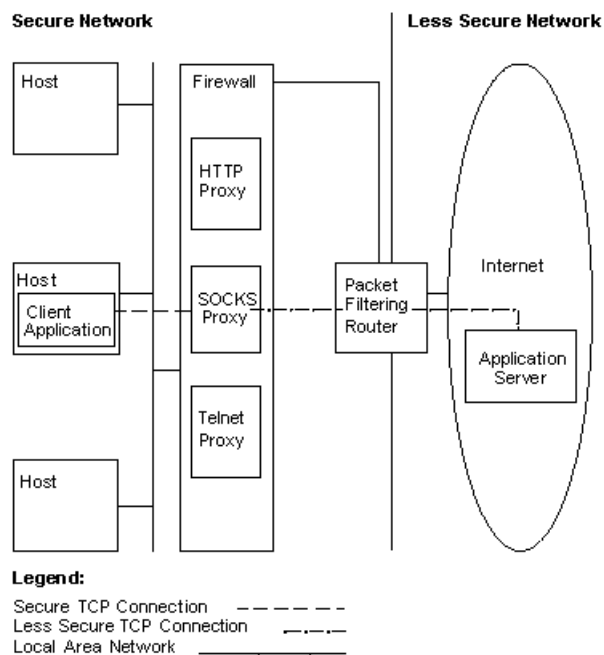 Secure Network
Less Secure Network
Host
Firewall
HTTP
Proxy
Host
Client
Application
SOCKS
Proxy
Packet
Filtering
Router
Internet
Application
Server
Telnet
Proxy
Host
Legend:
Secure TCP Connection
Less Secure TCP Connection
Local Area Network